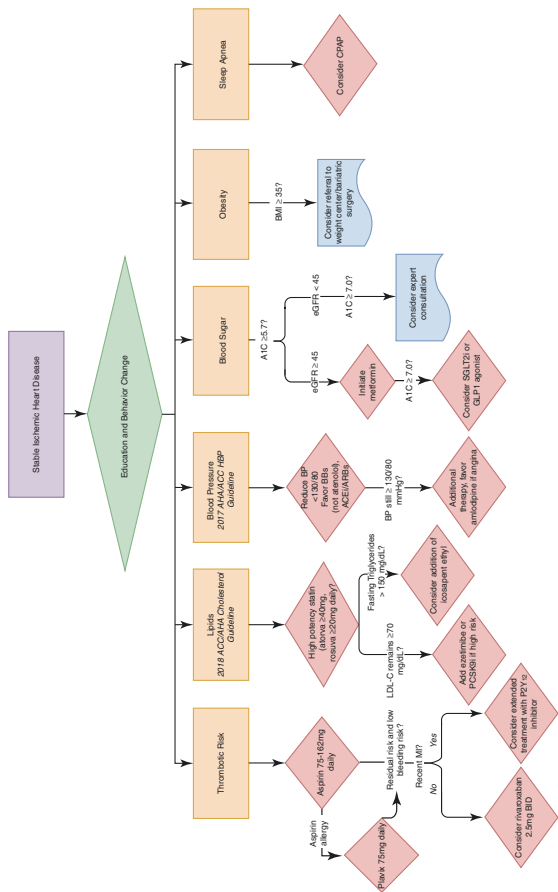 Stable Ischemic Heart Disease
Education and Behavior Change
Thrombotic Risk
Aspirin 75-162mg
daily
Aspirin
allergy
Plavix 75mg daily
Residual risk and low
bleeding risk?
Recent MI?
No
Yes
Consider rivaroxaban
2.5mg BID
Consider extended
treatment with P2Y12
inhibitor
Lipids
2018 ACC/AHA Cholesterol
Guideline
High potency statin
(atorva ≥40mg,
rosuva ≥20mg daily?
LDL-C remains ≥70
mg/dL?
Fasting Triglycerides
> 150 mg/dL?
Add ezetimibe or
PCSK9i if high risk
Consider addition of
icosapent ethyl
Blood Pressure
2017 AHA/ACC HBP
Guideline
Reduce BP
<130/80
Favor BBs
(not atenolol),
ACEi/ARBs
BP still ≥ 130/80
mmHg?
Additional
therapy, favor
amlodipine if angina
Blood Sugar
A1C ≥5.7?
eGFR ≥ 45
eGFR < 45
Initiate
metformin
A1C ≥ 7.0?
A1C ≥ 7.0?
Consider SGLT2i or
GLP1 agonist
Consider expert
consultation
Obesity
BMI ≥ 35?
Consider referral to
weight center/bariatric
surgery
Sleep Apnea
Consider CPAP